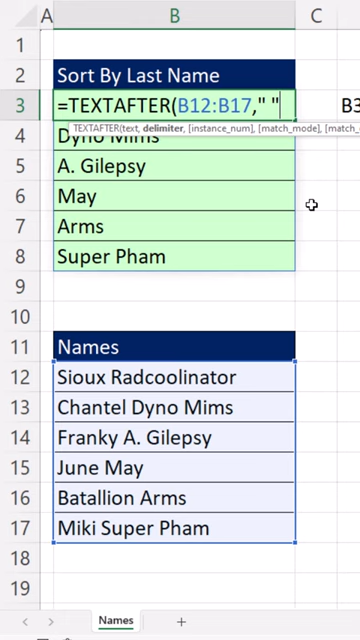 A B C
1
2 Sort By Last Name
3 =TEXTAFTER(B12:B17," " B3
TEXTAFTER(text, delimiter, [instance_num], [match_mode], [match_
4 Dyno Mims
5 A. Gilepsy
6 May
7 Arms
8 Super Pham
9
10
11 Names
12 Sioux Radcoolinator
13 Chantel Dyno Mims
14 Franky A. Gilepsy
15 June May
16 Batallion Arms
17 Miki Super Pham
18
19
Names +